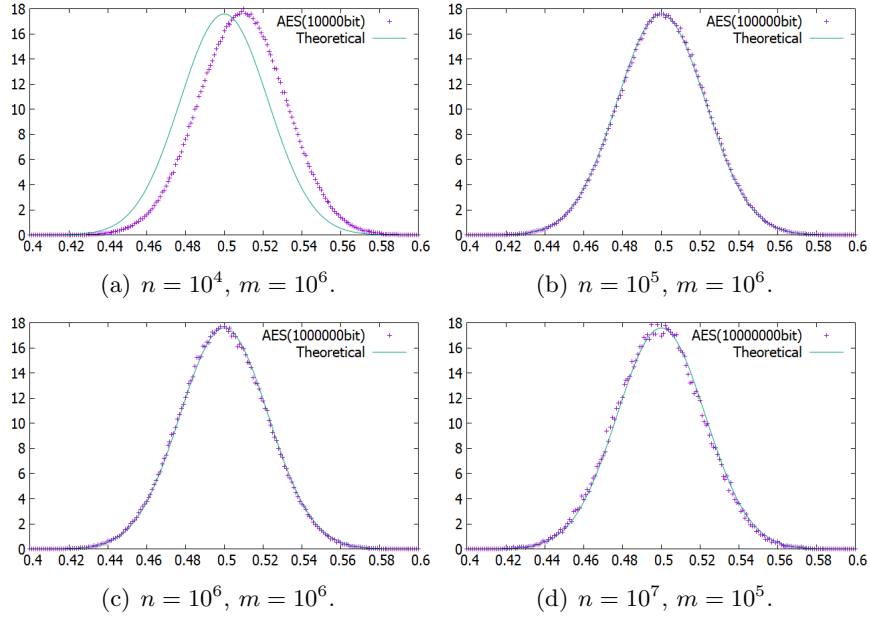 18
16
14
12
10
8
6
4
2
0
0.4 0.42 0.44 0.46 0.48 0.5 0.52 0.54 0.56 0.58 0.6
AES(10000bit)
Theoretical
(a) n = 10^4, m = 10^6.
18
16
14
12
10
8
6
4
2
0
0.4 0.42 0.44 0.46 0.48 0.5 0.52 0.54 0.56 0.58 0.6
AES(100000bit)
Theoretical
(b) n = 10^5, m = 10^6.
18
16
14
12
10
8
6
4
2
0
0.4 0.42 0.44 0.46 0.48 0.5 0.52 0.54 0.56 0.58 0.6
AES(1000000bit)
Theoretical
(c) n = 10^6, m = 10^6.
18
16
14
12
10
8
6
4
2
0
0.4 0.42 0.44 0.46 0.48 0.5 0.52 0.54 0.56 0.58 0.6
AES(10000000bit)
Theoretical
(d) n = 10^7, m = 10^5.